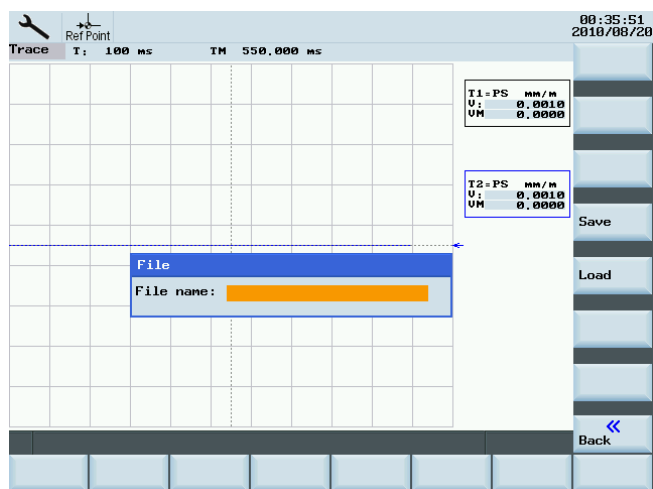 00:35:51
2010/08/20
Ref Point
Trace T: 100 ms TM 550,000 ms
T1=PS mm/m
V: 0.0010
VM 0.0000
T2=PS mm/m
V: 0.0010
VM 0.0000
Save
File
File name:
Load
Back